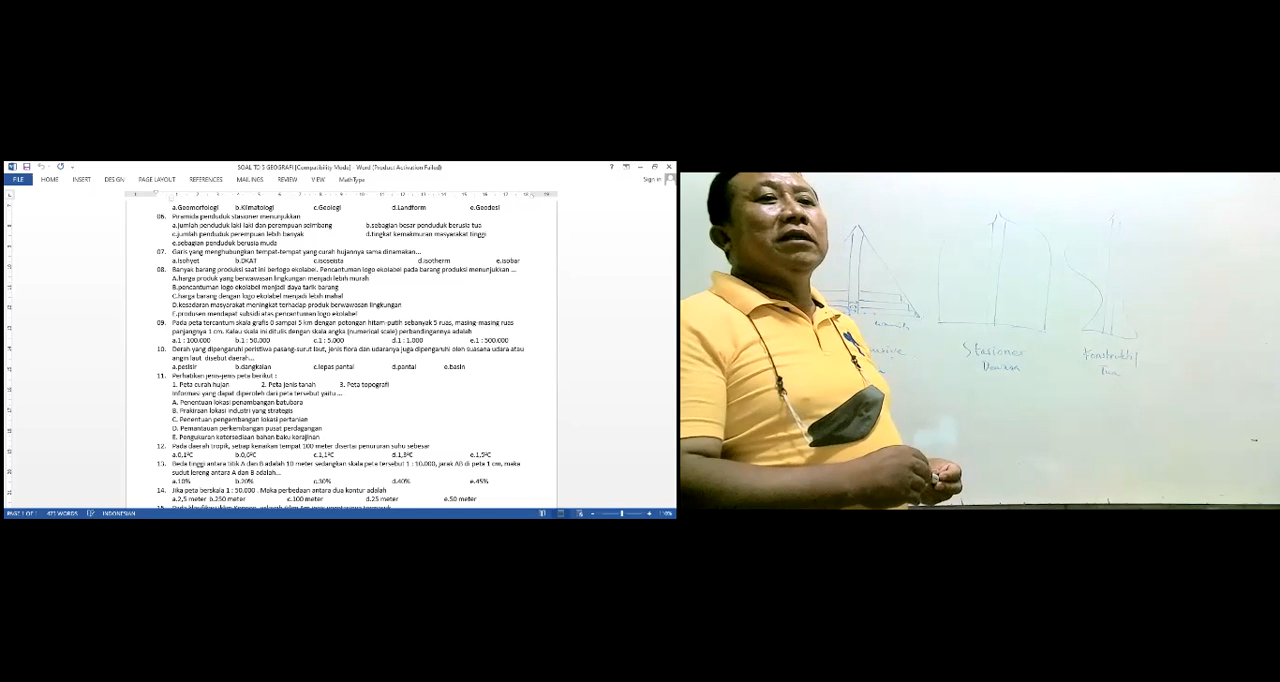 SOAL TO 5 GEOGRAFI [Compatibility Mode] - Word (Product Activation Failed)
FILE HOME INSERT DESIGN PAGE LAYOUT REFERENCES MAILINGS REVIEW VIEW MathType Sign in
a.Geomorfologi b.Klimatologi c.Geologi d.Landform e.Geodesi
06. Piramida penduduk stasioner menunjukkan
a.jumlah penduduk laki laki dan perempuan seimbang b.sebagian besar penduduk berusia tua
c.jumlah penduduk perempuan lebih banyak d.tingkat kemakmuran masyarakat tinggi
e.sebagian penduduk berusia muda
07. Garis yang menghubungkan tempat-tempat yang curah hujannya sama dinamakan...
a.isohyet b.DKAT c.isoseista d.isotherm e.isobar
08. Banyak barang produksi saat ini berlogo ekolabel. Pencantuman logo ekolabel pada barang produksi menunjukkan ...
A.harga produk yang berwawasan lingkungan menjadi lebih murah
B.pencantuman logo ekolabel menjadi daya tarik barang
C.harga barang dengan logo ekolabel menjadi lebih mahal
D.kesadaran masyarakat meningkat terhadap produk berwawasan lingkungan
E.produsen mendapat subsidi atas pencantuman logo ekolabel
09. Pada peta tercantum skala grafis 0 sampai 5 km dengan potongan hitam-putih sebanyak 5 ruas, masing-masing ruas
panjangnya 1 cm. Kalau skala ini ditulis dengan skala angka (numerical scale) perbandingannya adalah
a.1 : 100.000 b.1 : 50.000 c.1 : 5.000 d.1 : 1.000 e.1 : 500.000
10. Derah yang dipengaruhi peristiwa pasang-surut laut, jenis flora dan udaranya juga dipengaruhi oleh suasana udara atau
angin laut disebut daerah...
a.pesisir b.dangkalan c.lepas pantai d.pantai e.basin
11. Perhatikan jenis-jenis peta berikut :
1. Peta curah hujan 2. Peta jenis tanah 3. Peta topografi
Informasi yang dapat diperoleh dari peta tersebut yaitu ...
A. Penentuan lokasi penambangan batubara
B. Prakiraan lokasi industri yang strategis
C. Penentuan pengembangan lokasi pertanian
D. Pemantauan perkembangan pusat perdagangan
E. Pengukuran ketersediaan bahan baku kerajinan
12. Pada daerah tropik, setiap kenaikan tempat 100 meter disertai penurunan suhu sebesar
a.0,1ºC b.0,6ºC c.1,1ºC d.1,3ºC e.1,5ºC
13. Beda tinggi antara titik A dan B adalah 10 meter sedangkan skala peta tersebut 1 : 10.000, jarak AB di peta 1 cm, maka
sudut lereng antara A dan B adalah...
a.10% b.20% c.30% d.40% e.45%
14. Jika peta berskala 1 : 50.000 . Maka perbedaan antara dua kontur adalah
a.2,5 meter b.250 meter c.100 meter d.25 meter e.50 meter
PAGE 1 OF 473 WORDS INDONESIAN
Stasioner
Dewasa
Konstruktif
Tua